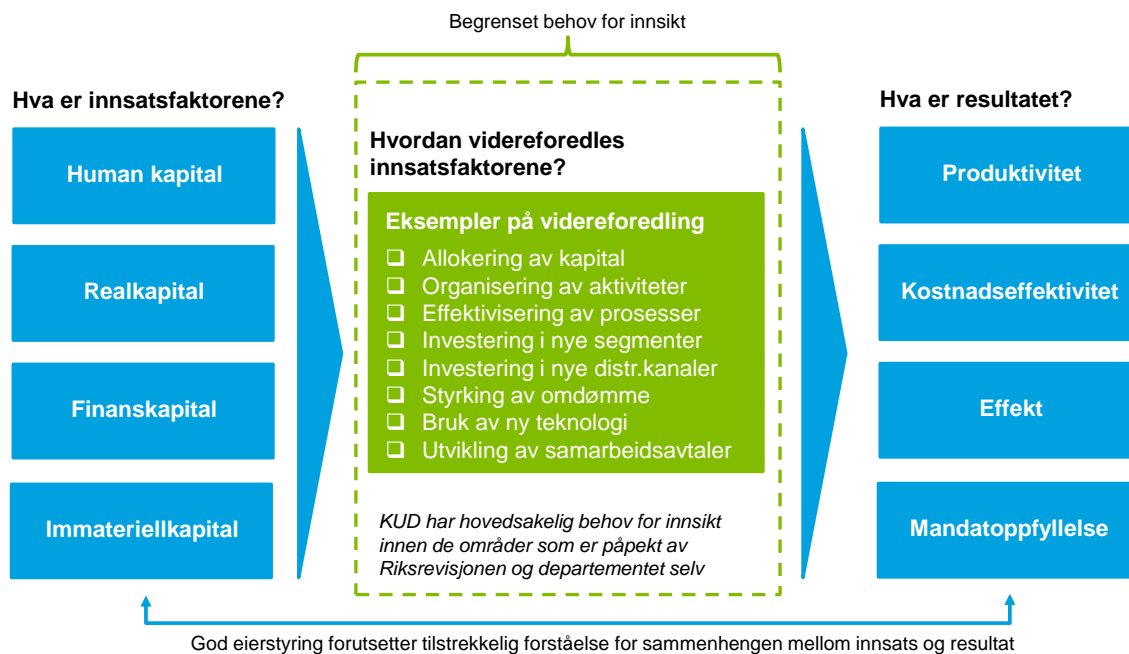 Begrenset behov for innsikt
Hva er innsatsfaktorene?
Human kapital
Realkapital
Finanskapital
Immateriellkapital
Hvordan videreforedles
innsatsfaktorene?
Eksempler på videreforedling
Allokering av kapital
Organisering av aktiviteter
Effektivisering av prosesser
Investering i nye segmenter
Investering i nye distr.kanaler
Styrking av omdømme
Bruk av ny teknologi
Utvikling av samarbeidsavtaler
KUD har hovedsakelig behov for innsikt
innen de områder som er påpekt av
Riksrevisjonen og departementet selv
Hva er resultatet?
Produktivitet
Kostnadseffektivitet
Effekt
Mandatoppfyllelse
God eierstyring forutsetter tilstrekkelig forståelse for sammenhengen mellom innsats og resultat